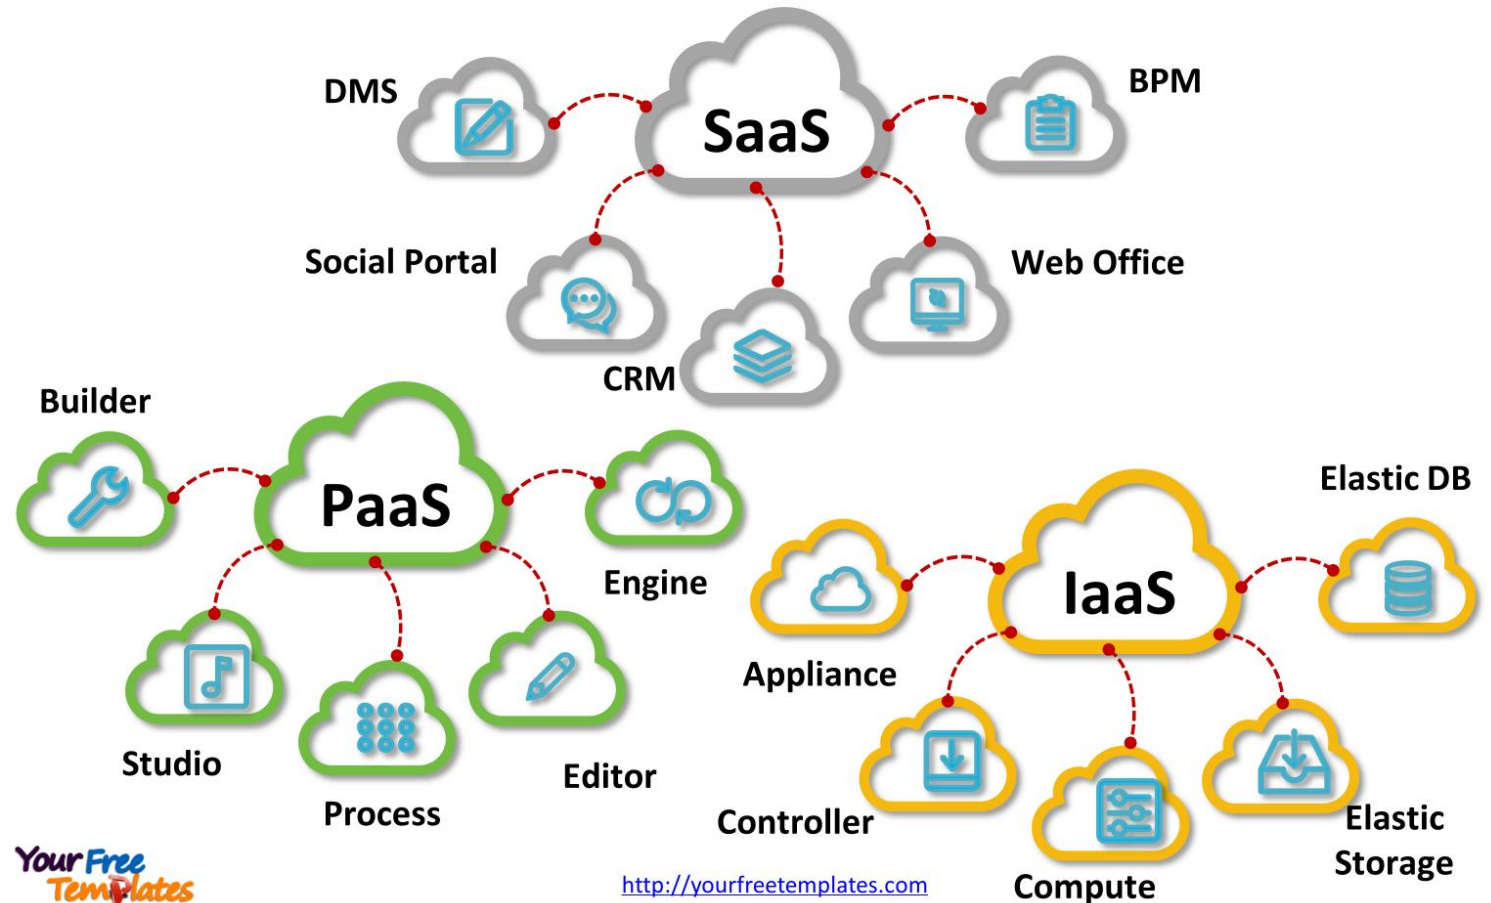 DMS
SaaS
BPM
Social Portal
Web Office
CRM
Builder
PaaS
Engine
Studio
Process
Editor
Elastic DB
IaaS
Appliance
Controller
Compute
Elastic
Storage
Your Free
Templates
http://yourfreetemplates.com